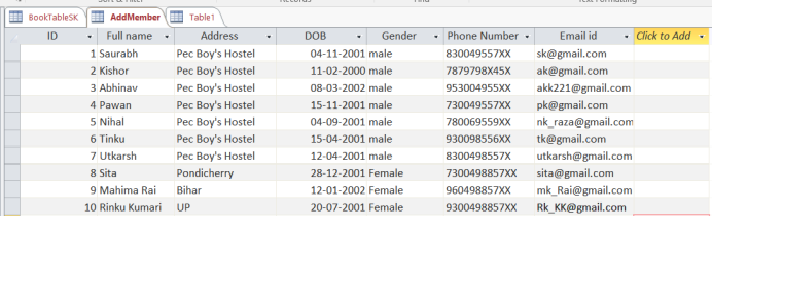 BookTableSK AddMember Table1
ID Full name Address DOB Gender Phone Number Email id Click to Add
1 Saurabh Pec Boy's Hostel 04-11-2001 male 830049557XX sk@gmail.com
2 Kishor Pec Boy's Hostel 11-02-2000 male 7879798X45X ak@gmail.com
3 Abhinav Pec Boy's Hostel 08-03-2002 male 953004955XX akk221@gmail.com
4 Pawan Pec Boy's Hostel 15-11-2001 male 730049557XX pk@gmail.com
5 Nihal Pec Boy's Hostel 04-09-2001 male 780069559XX nk_raza@gmail.com
6 Tinku Pec Boy's Hostel 15-04-2001 male 930098556XX tk@gmail.com
7 Utkarsh Pec Boy's Hostel 12-04-2001 male 8300498557X utkarsh@gmail.com
8 Sita Pondicherry 28-12-2001 Female 7300498857XX sita@gmail.com
9 Mahima Rai Bihar 12-01-2002 Female 960498857XX mk_Rai@gmail.com
10 Rinku Kumari UP 20-07-2001 Female 9300498857XX Rk_KK@gmail.com